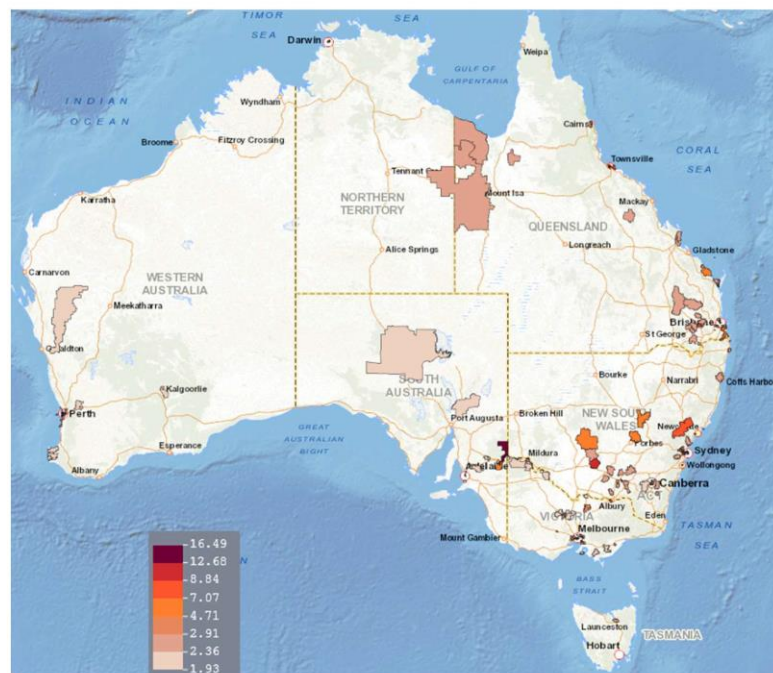 TIMOR
SEA
SEA
Darwin
Weipa
GULF OF
CARPENTARIA
INDIAN
OCEAN
Wyndham
Broome
Fitzroy Crossing
Cairns
CORAL
SEA
Townsville
Tennant
Mount Isa
Karratha
NORTHERN
TERRITORY
Mackay
QUEENSLAND
Longreach
Alice Springs
Gladstone
Carnarvon
WESTERN
AUSTRALIA
Meekatharra
St George
SOUTH
AUSTRALIA
Bourke
Narrabri
Coffs Harbo
Kalgoorlie
Perth
Port Augusta
Broken Hill
NEW SOU
WALES
Forbes
GREAT
AUSTRALIAN
BIGHT
Esperance
Albany
Mildura
Sydney
Wollongong
Canberra
ACT
Albury
Eden
Mount Gambier
Melbourne
TASMAN
SEA
BASS
STRAIT
Launceston
TASMANIA
Hobart
16.49
12.68
8.84
7.07
4.71
2.91
2.36
1.93